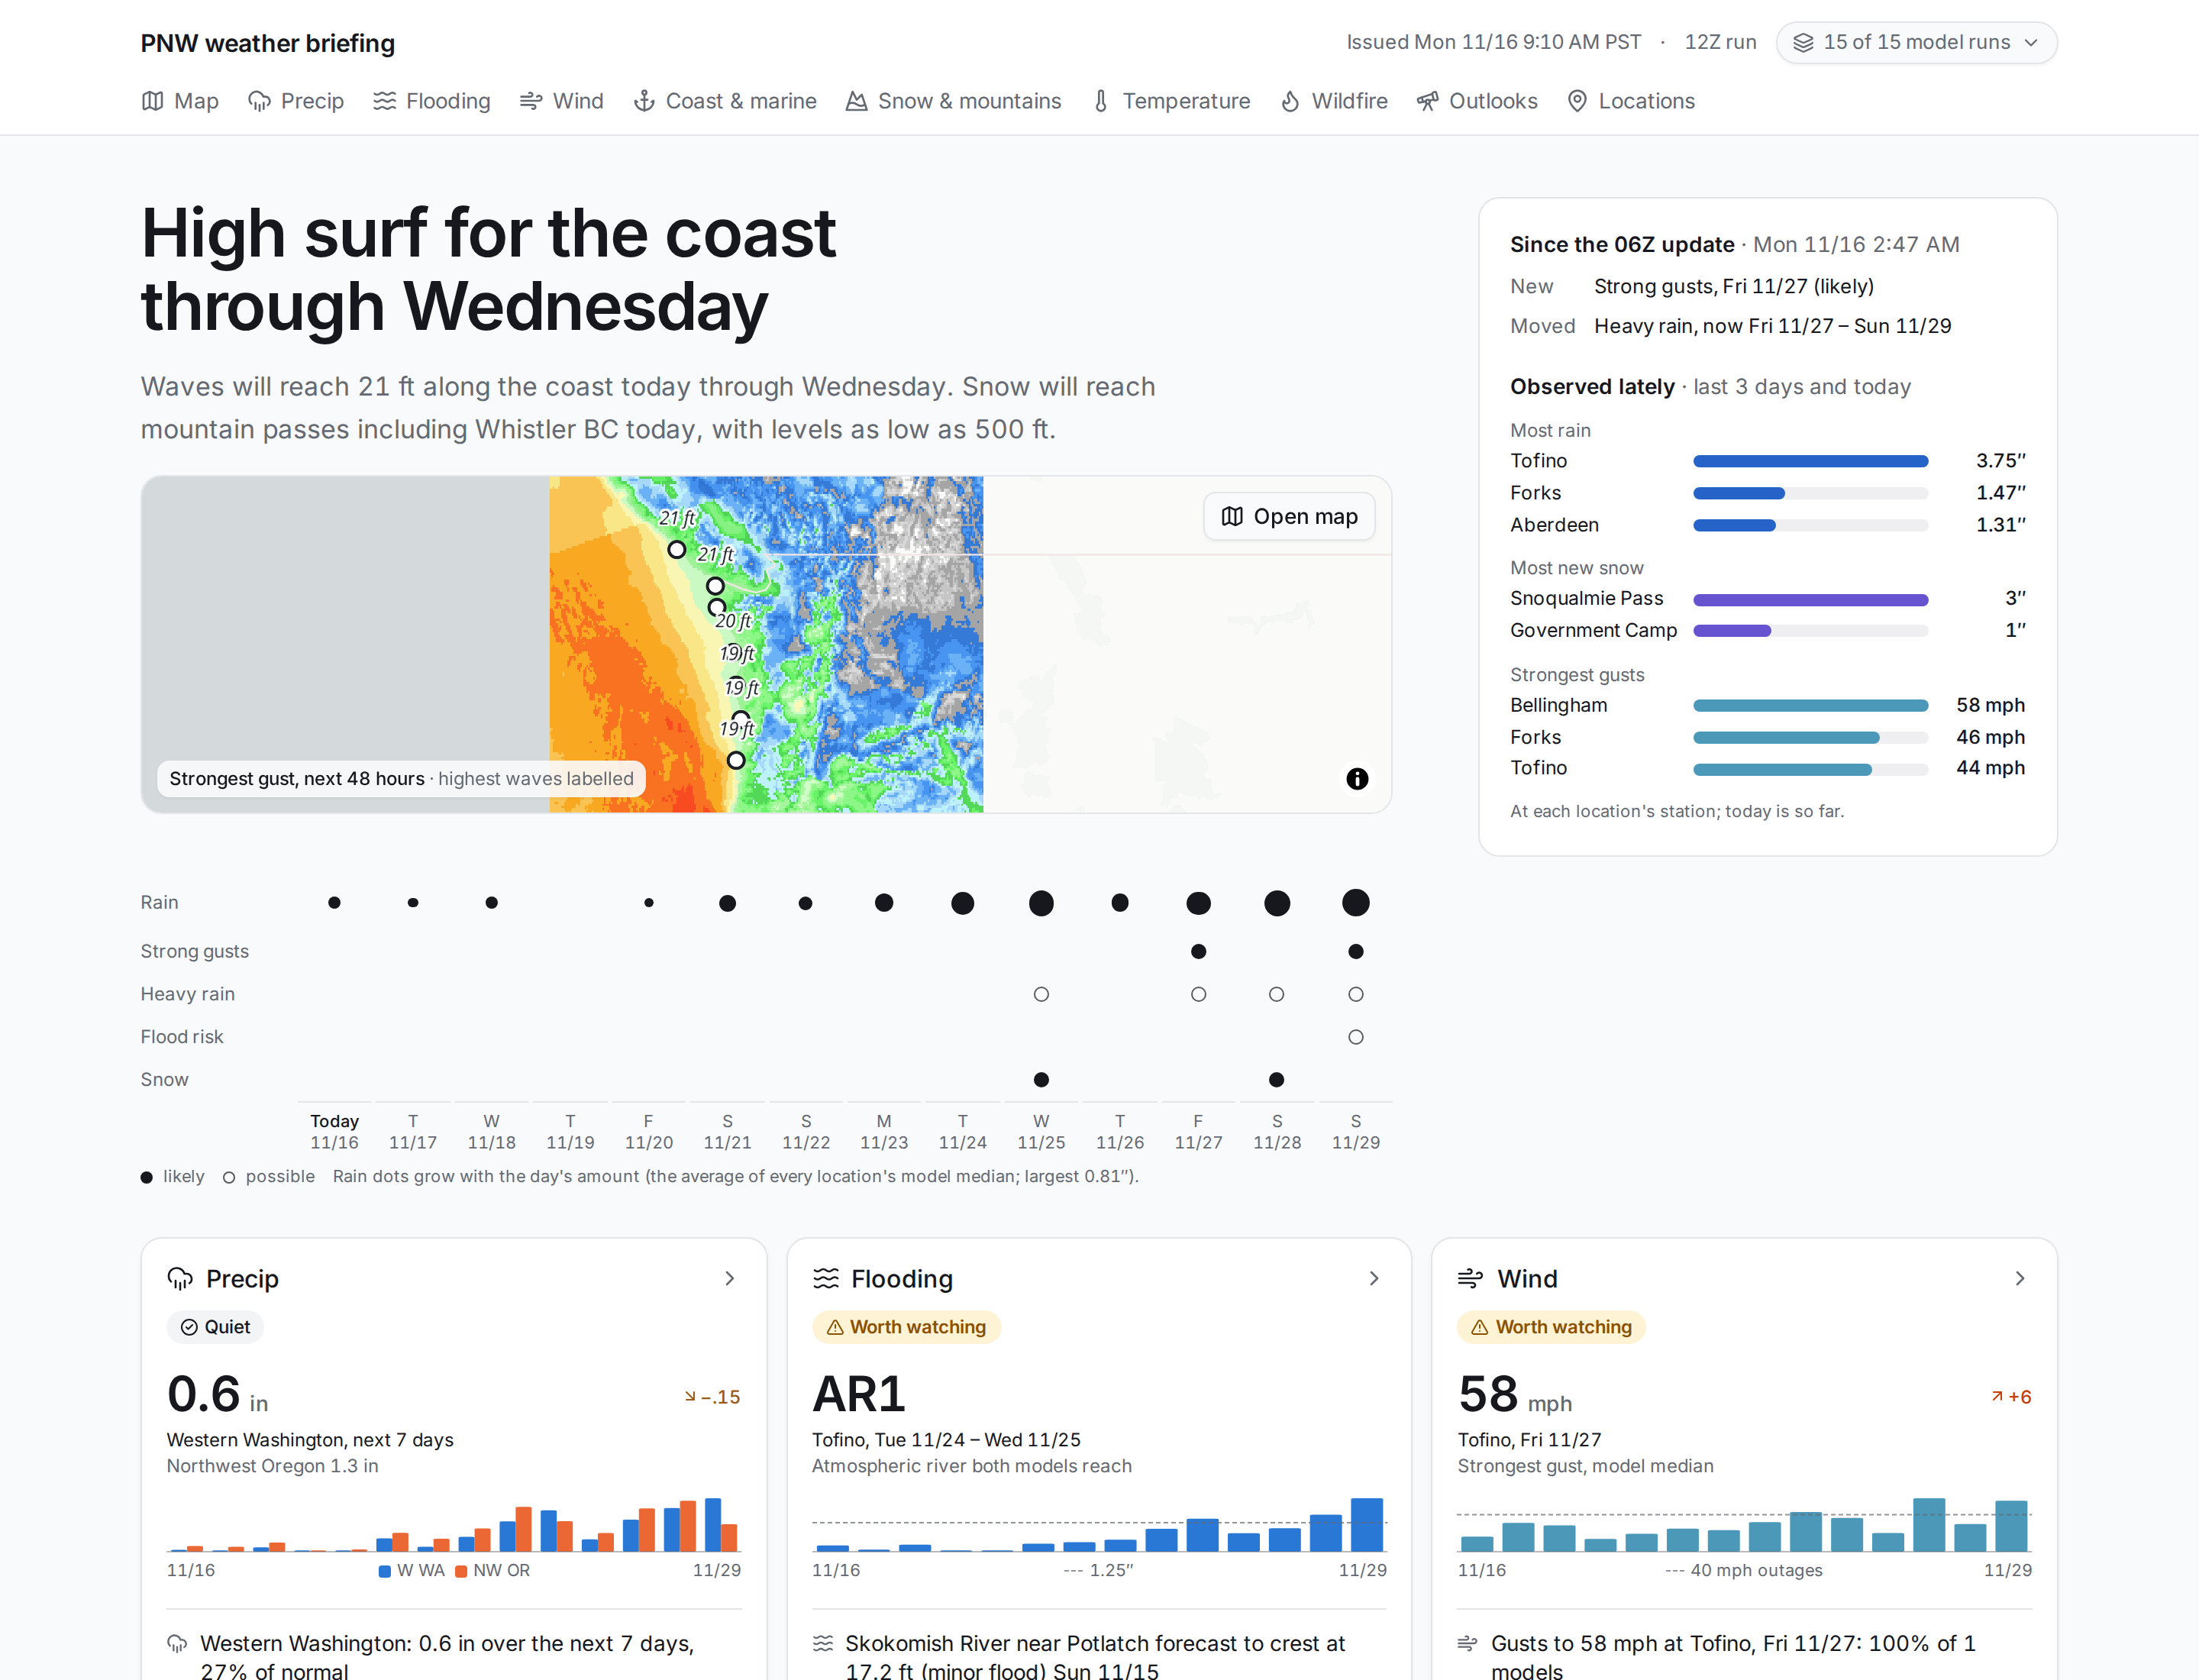 PNW weather briefing
Issued Mon 11/16 9:10 AM PST · 12Z run
15 of 15 model runs
Map Precip Flooding Wind Coast & marine Snow & mountains Temperature Wildfire Outlooks Locations
High surf for the coast
through Wednesday
Waves will reach 21 ft along the coast today through Wednesday. Snow will reach
mountain passes including Whistler BC today, with levels as low as 500 ft.
Open map
21 ft
21 ft
20 ft
19 ft
19 ft
19 ft
Strongest gust, next 48 hours · highest waves labelled
Since the 06Z update · Mon 11/16 2:47 AM
New Strong gusts, Fri 11/27 (likely)
Moved Heavy rain, now Fri 11/27 – Sun 11/29
Observed lately · last 3 days and today
Most rain
Tofino 3.75″
Forks 1.47″
Aberdeen 1.31″
Most new snow
Snoqualmie Pass 3″
Government Camp 1″
Strongest gusts
Bellingham 58 mph
Forks 46 mph
Tofino 44 mph
At each location's station; today is so far.
Rain
Strong gusts
Heavy rain
Flood risk
Snow
Today T W T F S S M T W T F S S
11/16 11/17 11/18 11/19 11/20 11/21 11/22 11/23 11/24 11/25 11/26 11/27 11/28 11/29
likely possible Rain dots grow with the day's amount (the average of every location's model median; largest 0.81″).
Precip
Quiet
0.6 in
–.15
Western Washington, next 7 days
Northwest Oregon 1.3 in
11/16 W WA NW OR 11/29
Western Washington: 0.6 in over the next 7 days,
27% of normal
Flooding
Worth watching
AR1
Tofino, Tue 11/24 – Wed 11/25
Atmospheric river both models reach
11/16 --- 1.25″ 11/29
Skokomish River near Potlatch forecast to crest at
17.2 ft (minor flood) Sun 11/15
Wind
Worth watching
58 mph
+6
Tofino, Fri 11/27
Strongest gust, model median
11/16 --- 40 mph outages 11/29
Gusts to 58 mph at Tofino, Fri 11/27: 100% of 1
models